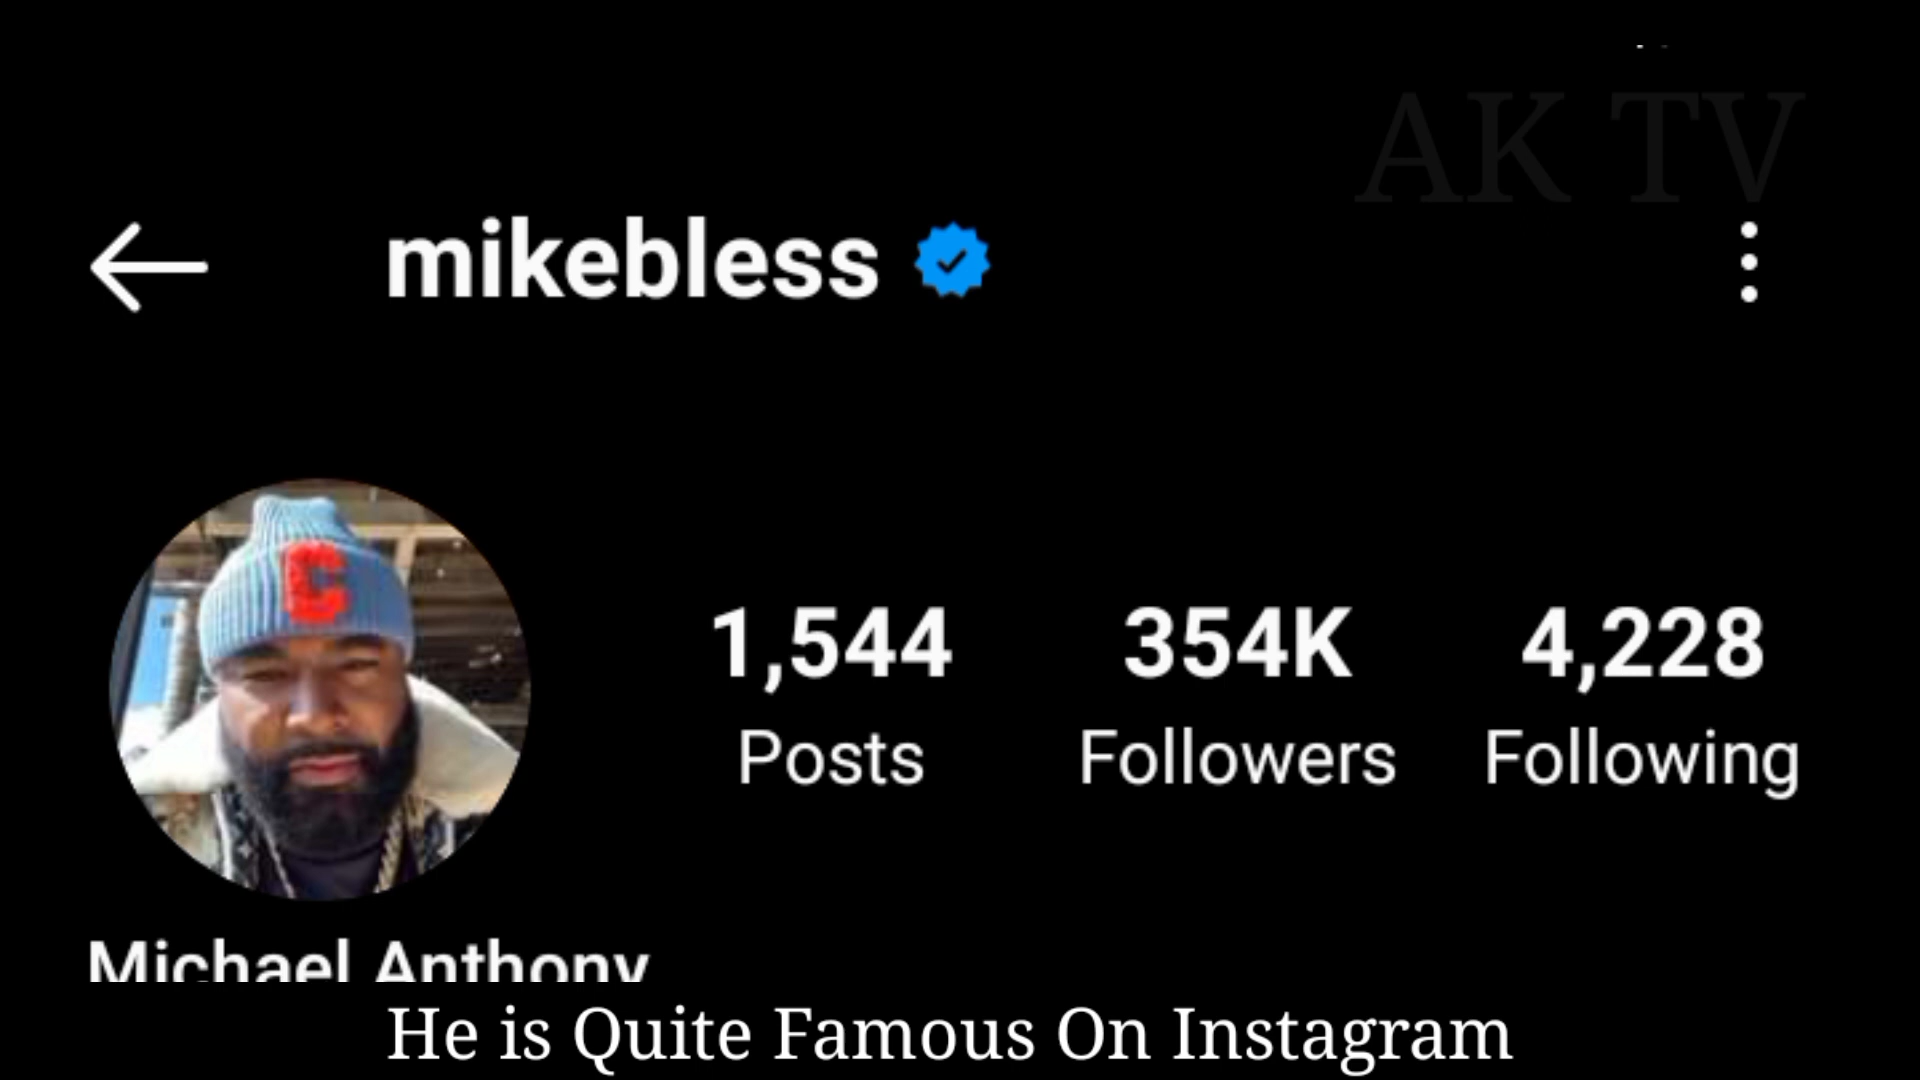 AK TV
mikebless
C
1,544 354K 4,228
Posts Followers Following
Michael Anthony
He is Quite Famous On Instagram